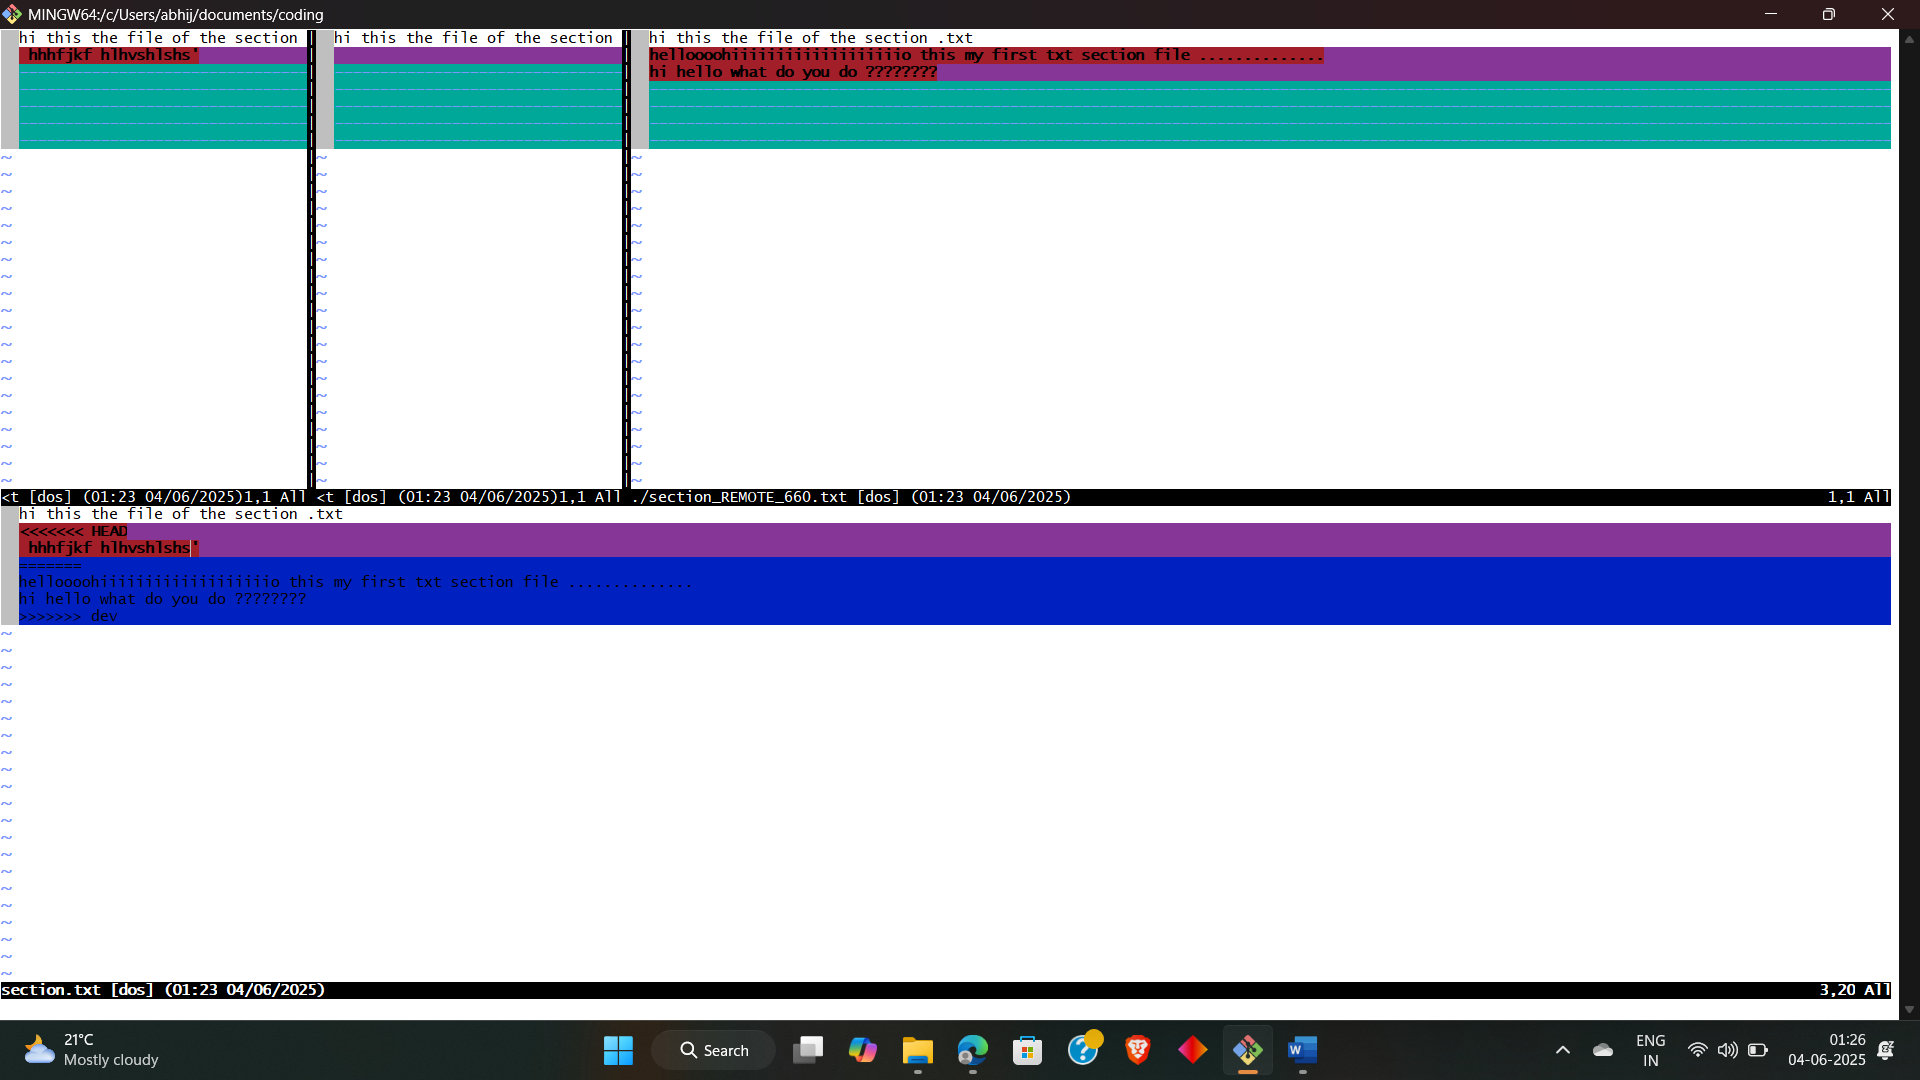 MINGW64:/c/Users/abhij/documents/coding
hi this the file of the section
hhhfjkf hlhvshlshs'
hi this the file of the section
hi this the file of the section .txt
helloooohiiiiiiiiiiiiiiiiiiio this my first txt section file ..............
hi hello what do you do ????????
<t [dos] (01:23 04/06/2025)1,1 All <t [dos] (01:23 04/06/2025)1,1 All ./section_REMOTE_660.txt [dos] (01:23 04/06/2025) 1,1 All
hi this the file of the section .txt
<<<<<<< HEAD
hhhfjkf hlhvshlshs'
=======
helloooohiiiiiiiiiiiiiiiiiiio this my first txt section file ..............
hi hello what do you do ????????
>>>>>>> dev
section.txt [dos] (01:23 04/06/2025) 3,20 All
21°C
Mostly cloudy
Search
ENG
IN
01:26
04-06-2025